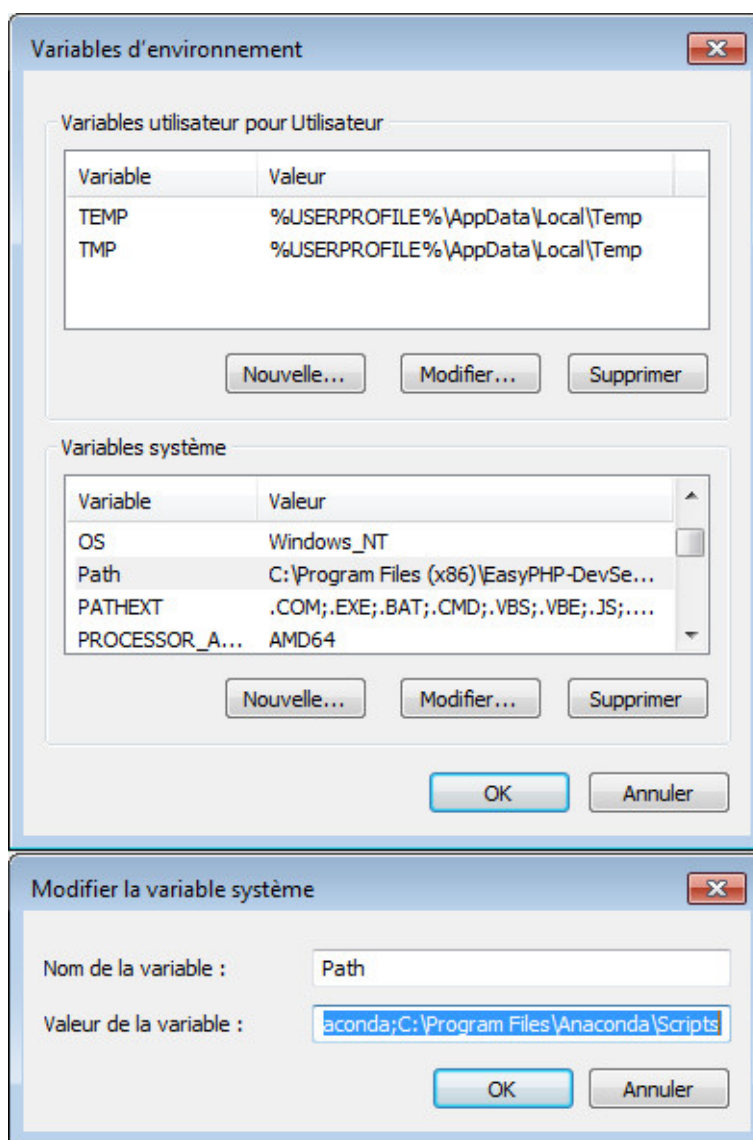 Variables d'environnement
Variables utilisateur pour Utilisateur
Variable Valeur
TEMP %USERPROFILE%\AppData\Local\Temp
TMP %USERPROFILE%\AppData\Local\Temp
Nouvelle... Modifier... Supprimer
Variables système
Variable Valeur
OS Windows_NT
Path C:\Program Files (x86)\EasyPHP-DevSe...
PATHEXT .COM;.EXE;.BAT;.CMD;.VBS;.VBE;.JS;....
PROCESSOR_A... AMD64
Nouvelle... Modifier... Supprimer
OK Annuler
Modifier la variable système
Nom de la variable : Path
Valeur de la variable : aconda;C:\Program Files\Anaconda\Scripts
OK Annuler